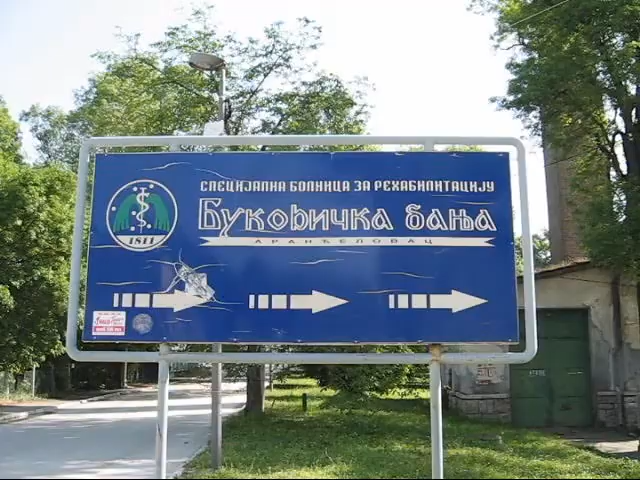 СПЕЦИЈАЛНА БОЛНИЦА ЗА РЕХАБИЛИТАЦИЈУ
Буковичка бања
АРАНЂЕЛОВАЦ
1811